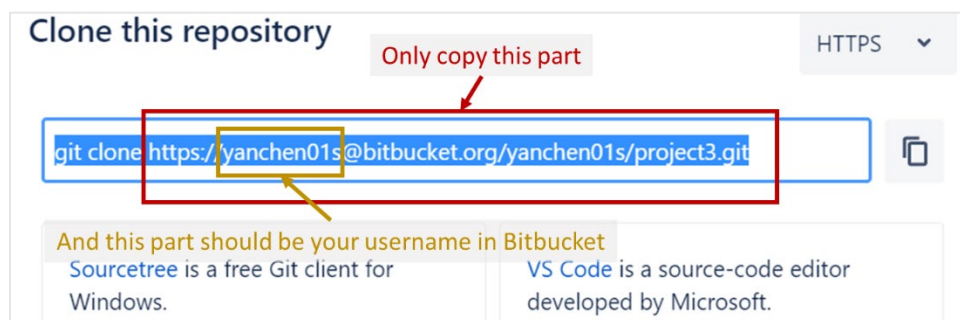 Clone this repository
Only copy this part
HTTPS
git clone https://yanchen01s@bitbucket.org/yanchen01s/project3.git
And this part should be your username in Bitbucket
Sourcetree is a free Git client for
Windows.
VS Code is a source-code editor
developed by Microsoft.